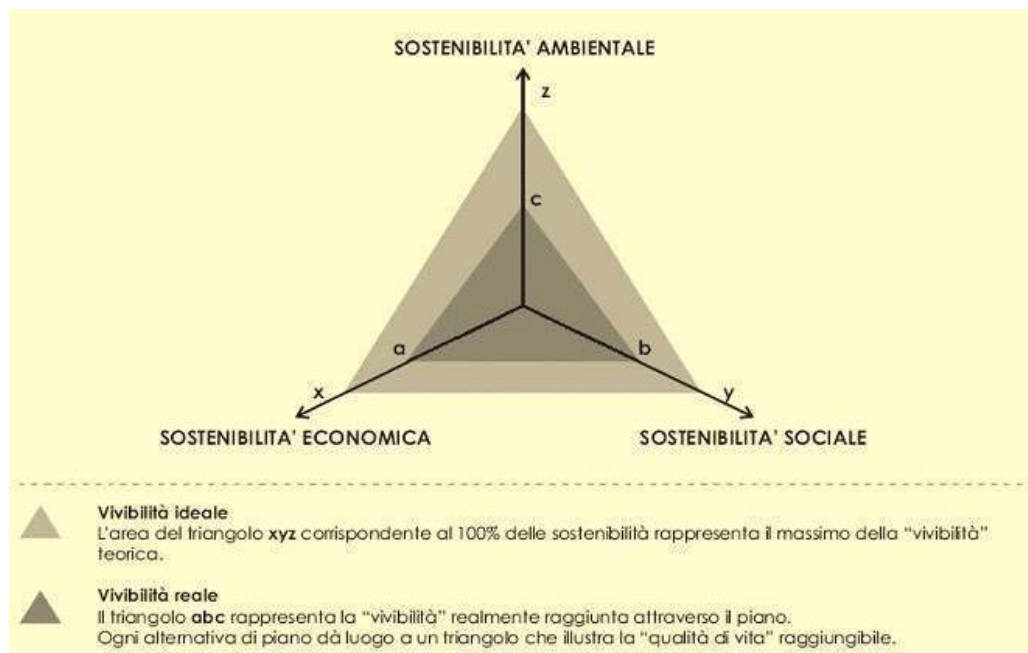 SOSTENIBILITA' AMBIENTALE
z
c
a
b
x
y
SOSTENIBILITA' ECONOMICA
SOSTENIBILITA' SOCIALE
Vivibilità ideale
L'area del triangolo xyz corrispondente al 100% delle sostenibilità rappresenta il massimo della "vivibilità"
teorica.
Vivibilità reale
Il triangolo abc rappresenta la "vivibilità" realmente raggiunta attraverso il piano.
Ogni alternativa di piano dà luogo a un triangolo che illustra la "qualità di vita" raggiungibile.